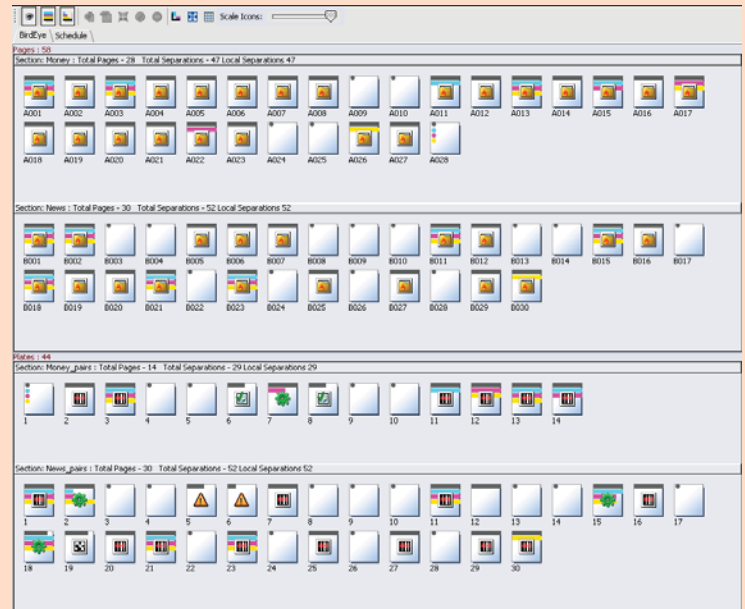 Scale Icons:
BirdEye Schedule
Pages : 58
Section: Money : Total Pages - 28 Total Separations - 47 Local Separations 47
A001 A002 A003 A004 A005 A006 A007 A008 A009 A010 A011 A012 A013 A014 A015 A016 A017
A018 A019 A020 A021 A022 A023 A024 A025 A026 A027 A028
Section: News : Total Pages - 30 Total Separations - 52 Local Separations 52
B001 B002 B003 B004 B005 B006 B007 B008 B009 B010 B011 B012 B013 B014 B015 B016 B017
B018 B019 B020 B021 B022 B023 B024 B025 B026 B027 B028 B029 B030
Plates : 44
Section: Money_pairs : Total Pages - 14 Total Separations - 29 Local Separations 29
1 2 3 4 5 6 7 8 9 10 11 12 13 14
Section: News_pairs : Total Pages - 30 Total Separations - 52 Local Separations 52
1 2 3 4 5 6 7 8 9 10 11 12 13 14 15 16 17
18 19 20 21 22 23 24 25 26 27 28 29 30